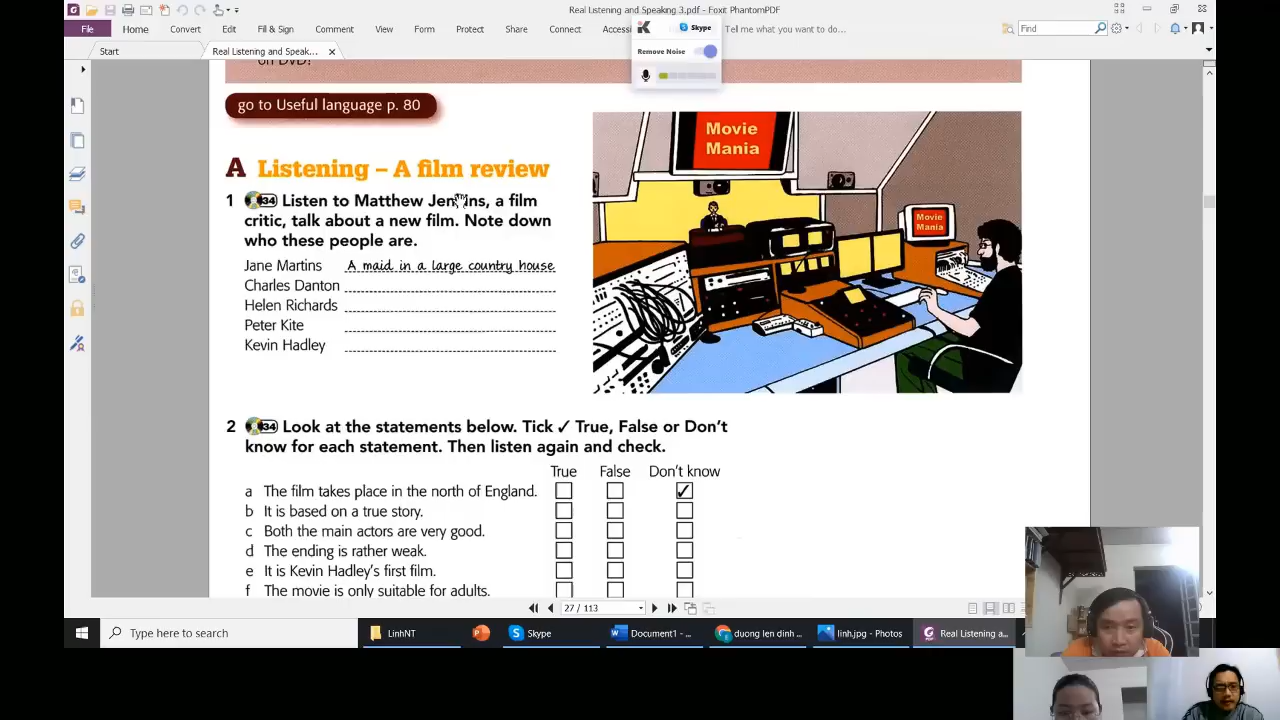 Real Listening and Speaking 3.pdf - Foxit PhantomPDF
File Home Convert Edit Fill & Sign Comment View Form Protect Share Connect Accessi Tell me what you want to do... Find
Skype
Remove Noise
Start Real Listening and Speak...
go to Useful language p. 80
A Listening – A film review
1 34 Listen to Matthew Jenkins, a film
critic, talk about a new film. Note down
who these people are.
Jane Martins A maid in a large country house
Charles Danton
Helen Richards
Peter Kite
Kevin Hadley
Movie
Mania
Movie
Mania
2 34 Look at the statements below. Tick ✓ True, False or Don't
know for each statement. Then listen again and check.
True False Don't know
a The film takes place in the north of England. ✓
b It is based on a true story.
c Both the main actors are very good.
d The ending is rather weak.
e It is Kevin Hadley's first film.
f The movie is only suitable for adults.
27 / 113
Type here to search LinhNT Skype Document1 - ... duong len dinh ... linh.jpg - Photos Real Listening a...